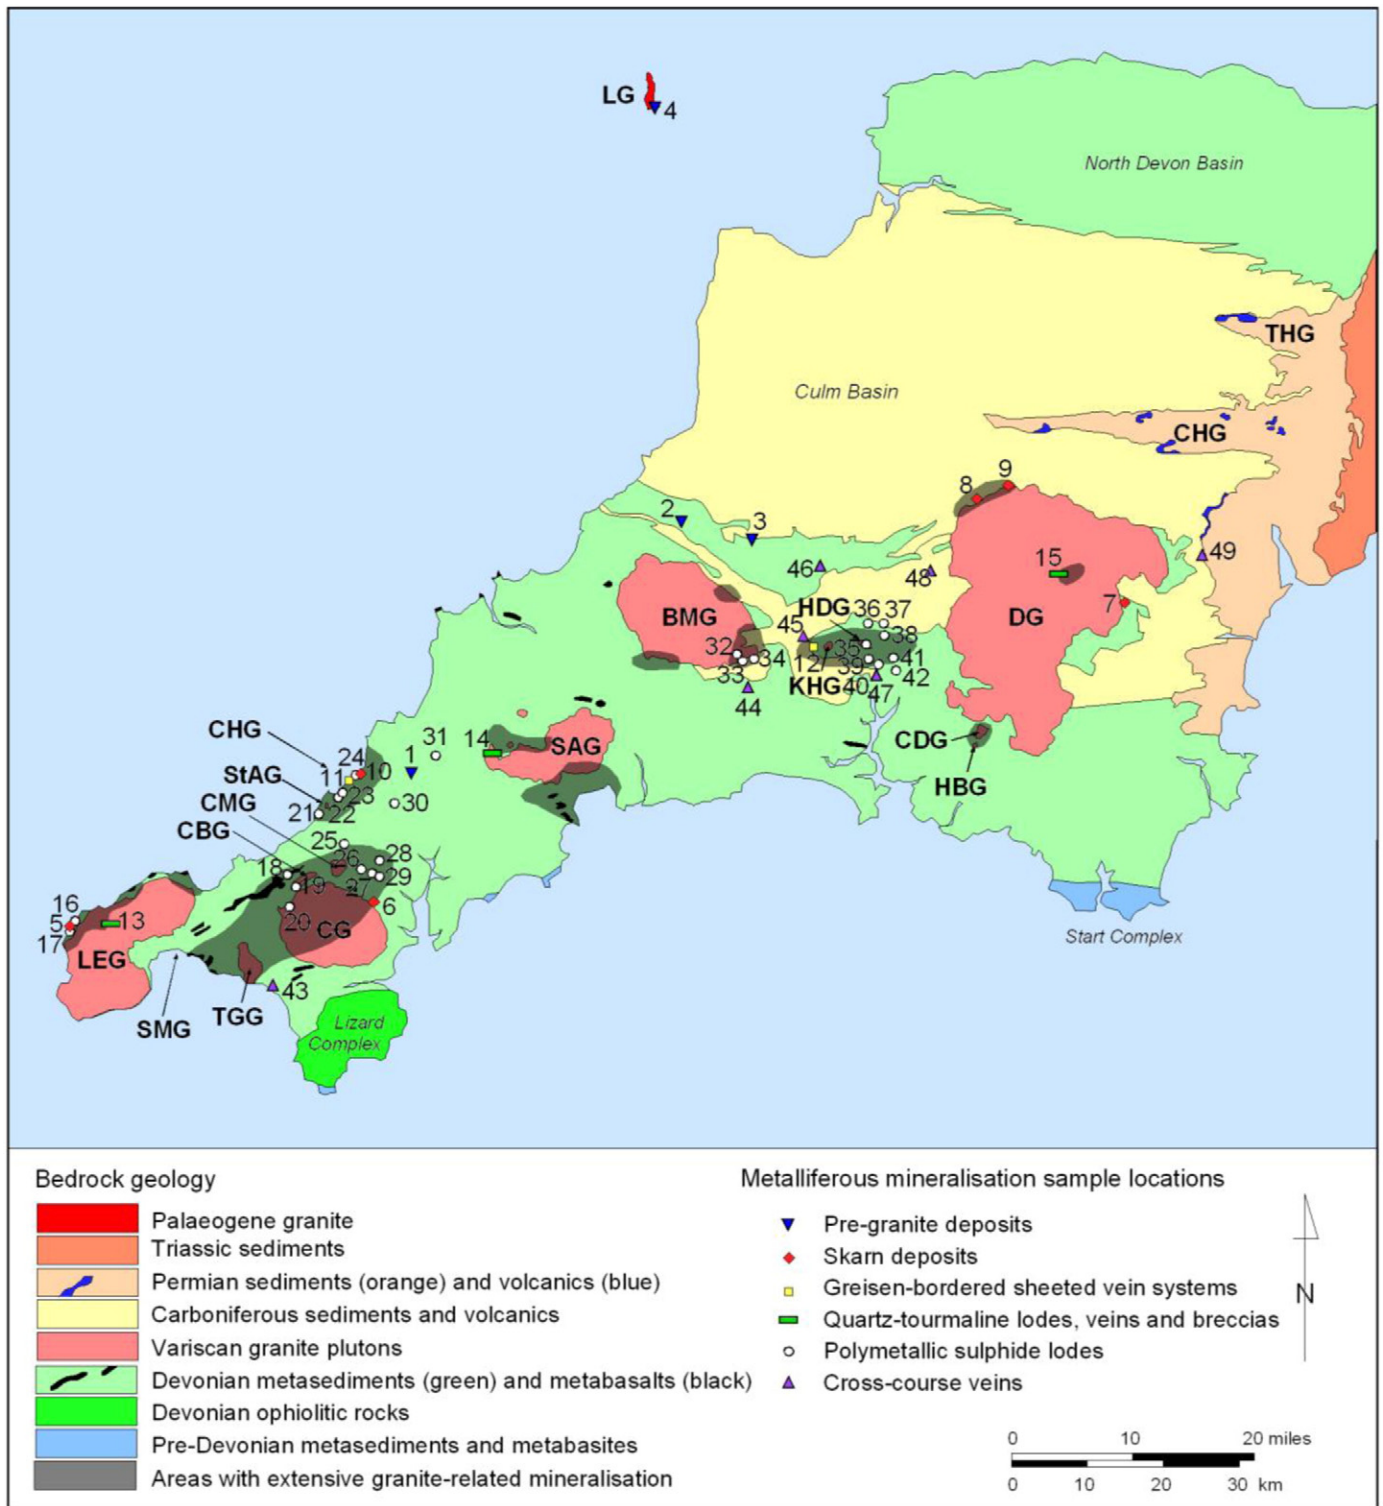 LG
4
North Devon Basin
THG
Culm Basin
CHG
9
8
2
3
49
46
48
15
HDG 36 37
7
BMG
DG
45
38
32
35
34
12
39
41
33
KHG 40
42
47
44
CHG
31
14
SAG
CDG
24
1
StAG
11
10
HBG
CMG
23
30
21
22
CBG
25
26
28
18
29
19
27
16
6
5
13
20
CG
17
LEG
Start Complex
43
SMG
TGG
Lizard
Complex
Bedrock geology
Palaeogene granite
Triassic sediments
Permian sediments (orange) and volcanics (blue)
Carboniferous sediments and volcanics
Variscan granite plutons
Devonian metasediments (green) and metabasalts (black)
Devonian ophiolitic rocks
Pre-Devonian metasediments and metabasites
Areas with extensive granite-related mineralisation
Metalliferous mineralisation sample locations
Pre-granite deposits
Skarn deposits
Greisen-bordered sheeted vein systems
Quartz-tourmaline lodes, veins and breccias
Polymetallic sulphide lodes
Cross-course veins
N
0 10 20 miles
0 10 20 30 km